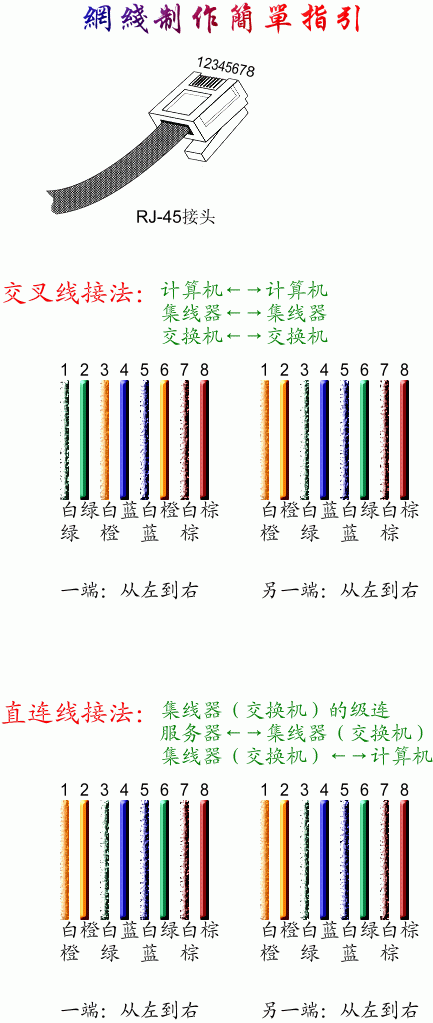 網綫制作簡單指引
12345678
RJ-45接头
交叉线接法：
计算机←→计算机
集线器←→集线器
交换机←→交换机
1 2 3 4 5 6 7 8
1 2 3 4 5 6 7 8
白绿白蓝白橙白棕
绿 橙 蓝 棕
白橙白蓝白绿白棕
橙 绿 蓝 棕
一端：从左到右
另一端：从左到右
直连线接法：
集线器（交换机）的级连
服务器←→集线器（交换机）
集线器（交换机）←→计算机
1 2 3 4 5 6 7 8
1 2 3 4 5 6 7 8
白橙白蓝白绿白棕
橙 绿 蓝 棕
白橙白蓝白绿白棕
橙 绿 蓝 棕
一端：从左到右
另一端：从左到右